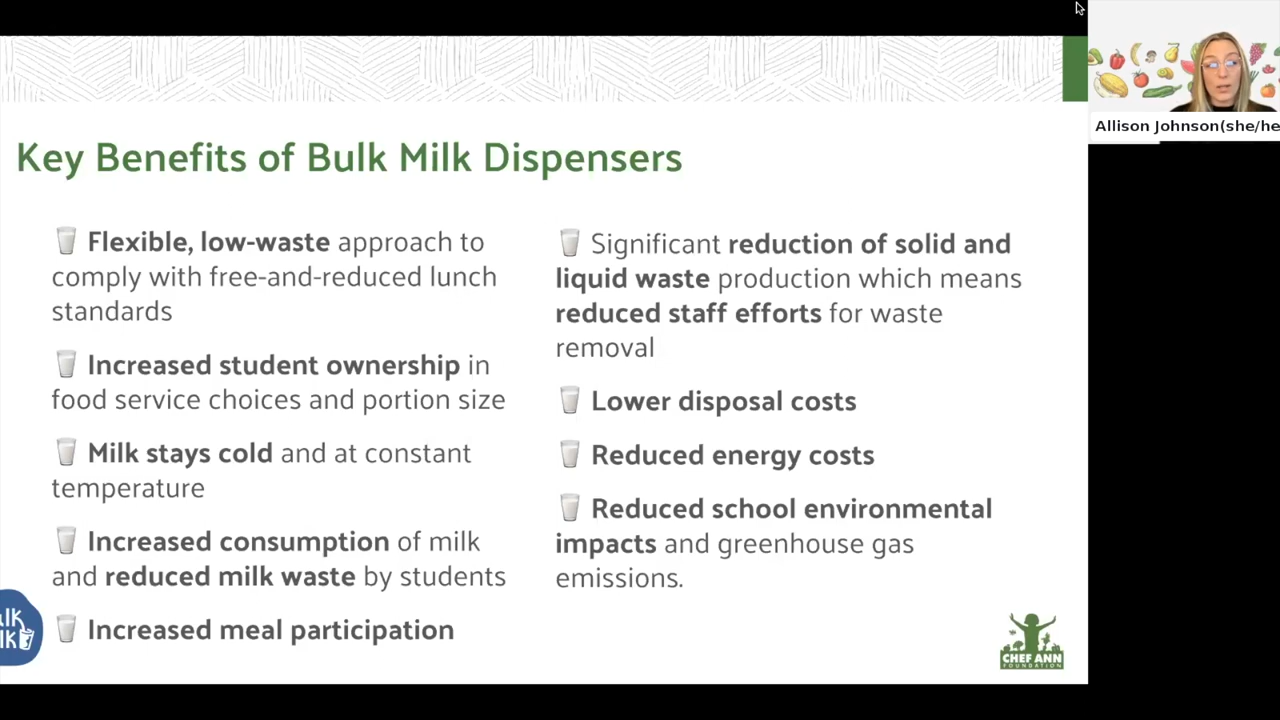 Key Benefits of Bulk Milk Dispensers
Flexible, low-waste approach to
comply with free-and-reduced lunch
standards
Increased student ownership in
food service choices and portion size
Milk stays cold and at constant
temperature
Increased consumption of milk
and reduced milk waste by students
Increased meal participation
Significant reduction of solid and
liquid waste production which means
reduced staff efforts for waste
removal
Lower disposal costs
Reduced energy costs
Reduced school environmental
impacts and greenhouse gas
emissions.
CHEF ANN
FOUNDATION
Allison Johnson(she/he